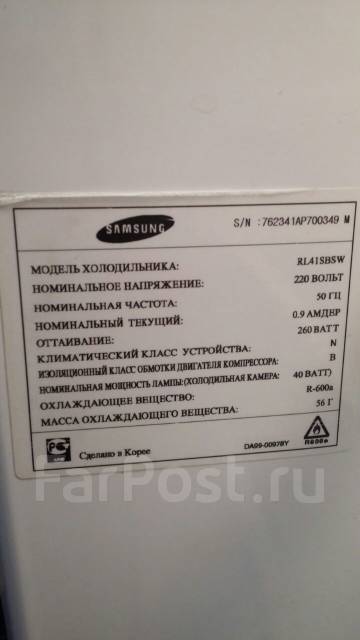 SAMSUNG
S/N :762341AP700349 M
МОДЕЛЬ ХОЛОДИЛЬНИКА: RL41SBSW
НОМИНАЛЬНОЕ НАПРЯЖЕНИЕ: 220 ВОЛЬТ
НОМИНАЛЬНАЯ ЧАСТОТА: 50 ГЦ
НОМИНАЛЬНЫЙ ТЕКУЩИЙ: 0.9 АМДЕР
ОТТАИВАНИЕ: 260 ВАТТ
КЛИМАТИЧЕСКИЙ КЛАСС УСТРОЙСТВА: N
ИЗОЛЯЦИОННЫЙ КЛАСС ОБМОТКИ ДВИГАТЕЛЯ КОМПРЕССОРА: B
НОМИНАЛЬНАЯ МОЩНОСТЬ ЛАМПЫ:(ХОЛОДИЛЬНАЯ КАМЕРА: 40 ВАТТ)
ОХЛАЖДАЮЩЕЕ ВЕЩЕСТВО: R-600a
МАССА ОХЛАЖДАЮЩЕГО ВЕЩЕСТВА: 56 Г
Сделано в Корее
DA99-00978Y
R600a
FarPost.ru